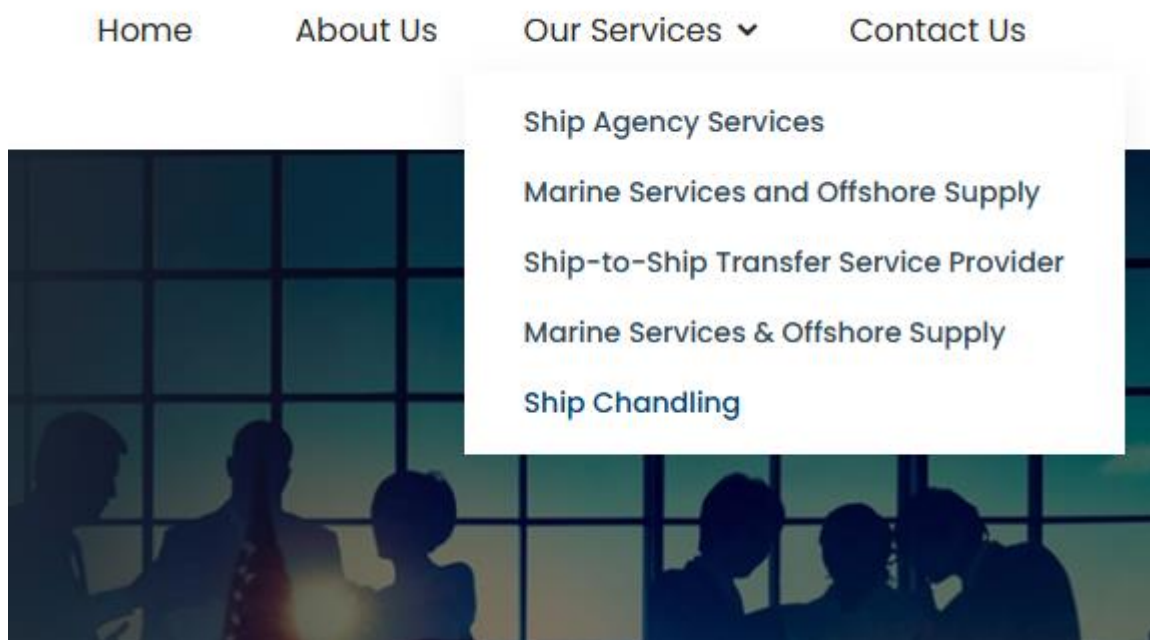 Home About Us Our Services Contact Us
Ship Agency Services
Marine Services and Offshore Supply
Ship-to-Ship Transfer Service Provider
Marine Services & Offshore Supply
Ship Chandling